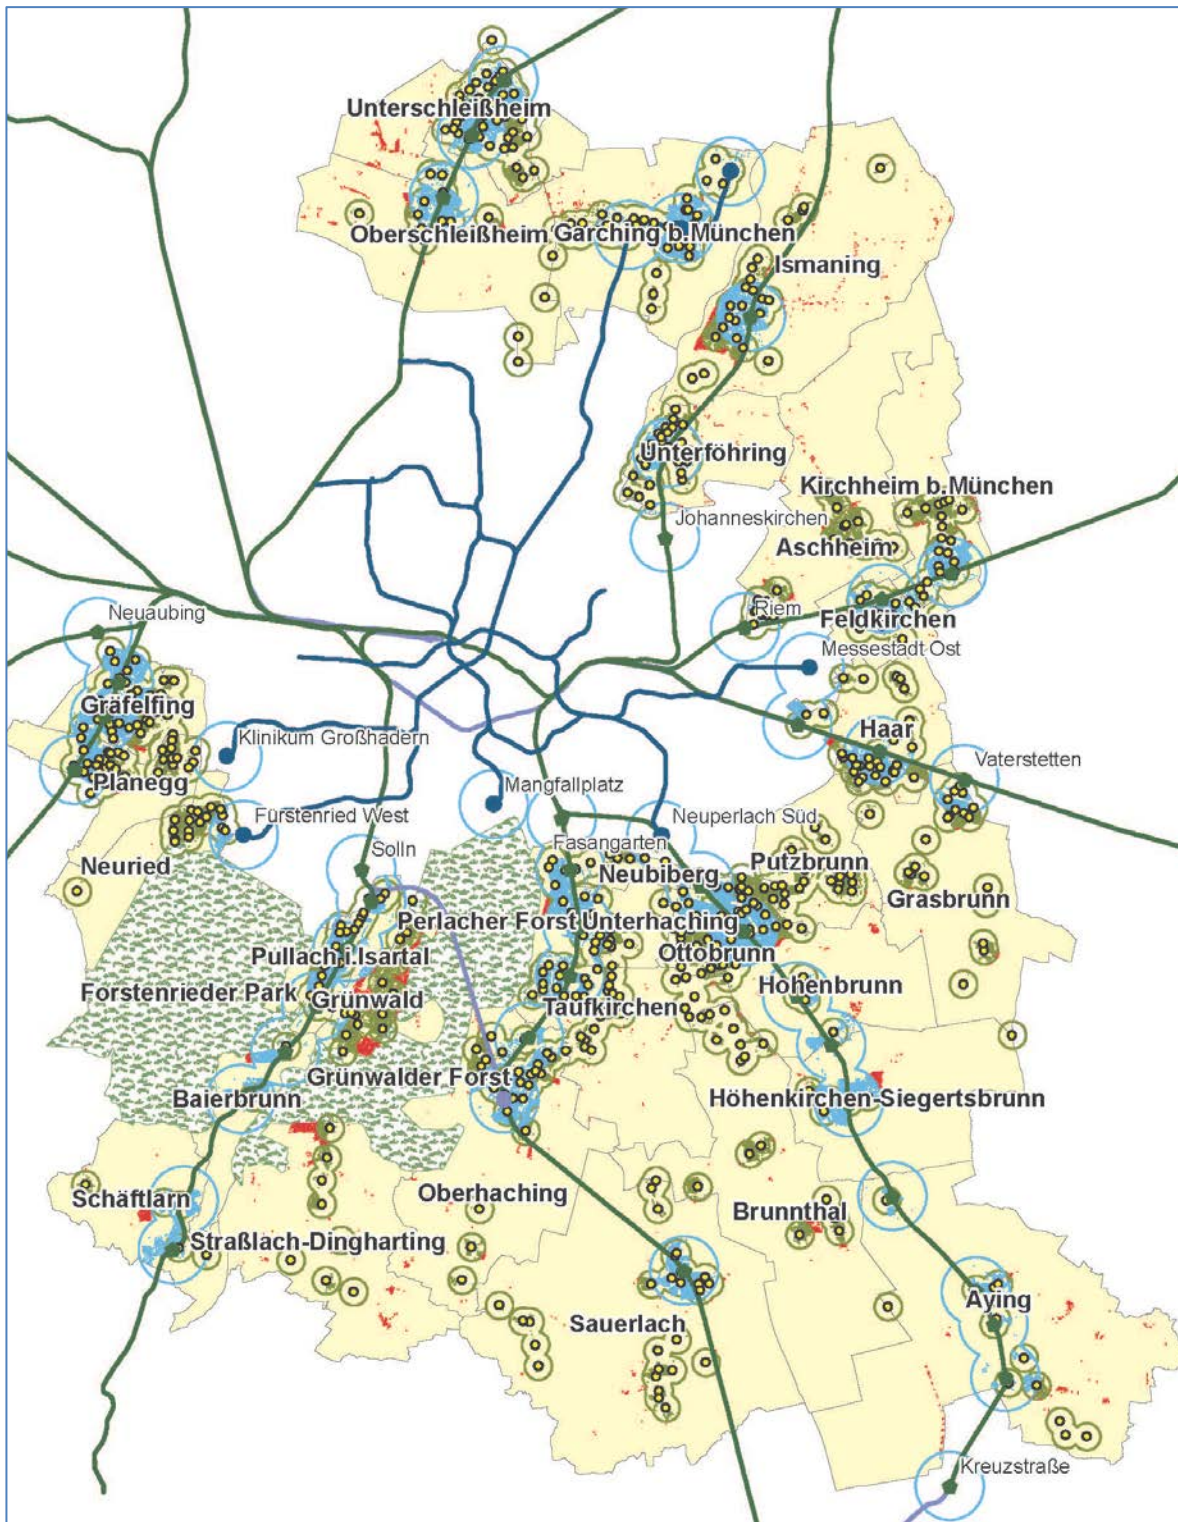 Unterschleißheim
Oberschleißheim
Garching b.München
Ismaning
Unterföhring
Kirchheim b.München
Johanneskirchen
Aschheim
Riem
Feldkirchen
Neuaubing
Messestadt Ost
Gräfelfing
Klinikum Großhadern
Haar
Planegg
Mangfallplatz
Vaterstetten
Fürstenried West
Neuperlach Süd
Solln
Fasangarten
Neuried
Neubiberg
Putzbrunn
Grasbrunn
Perlacher Forst
Unterhaching
Pullach i.Isartal
Ottobrunn
Forstenrieder Park
Grünwald
Hohenbrunn
Taufkirchen
Grünwalder Forst
Baierbrunn
Höhenkirchen-Siegertsbrunn
Schäftlarn
Oberhaching
Brunnthal
Straßlach-Dingharting
Aying
Sauerlach
Kreuzstraße